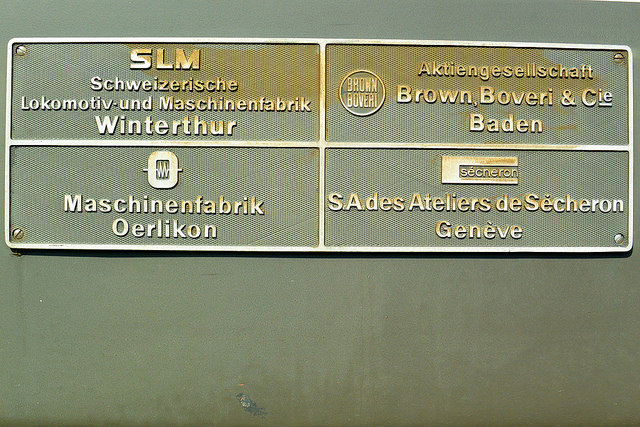 SLM
Schweizerische
Lokomotiv-und Maschinenfabrik
Winterthur
BROWN
BOVERI
Aktiengesellschaft
Brown, Boveri & Cie
Baden
Maschinenfabrik
Oerlikon
sécheron
S.A.des Ateliers de Sécheron
Genève